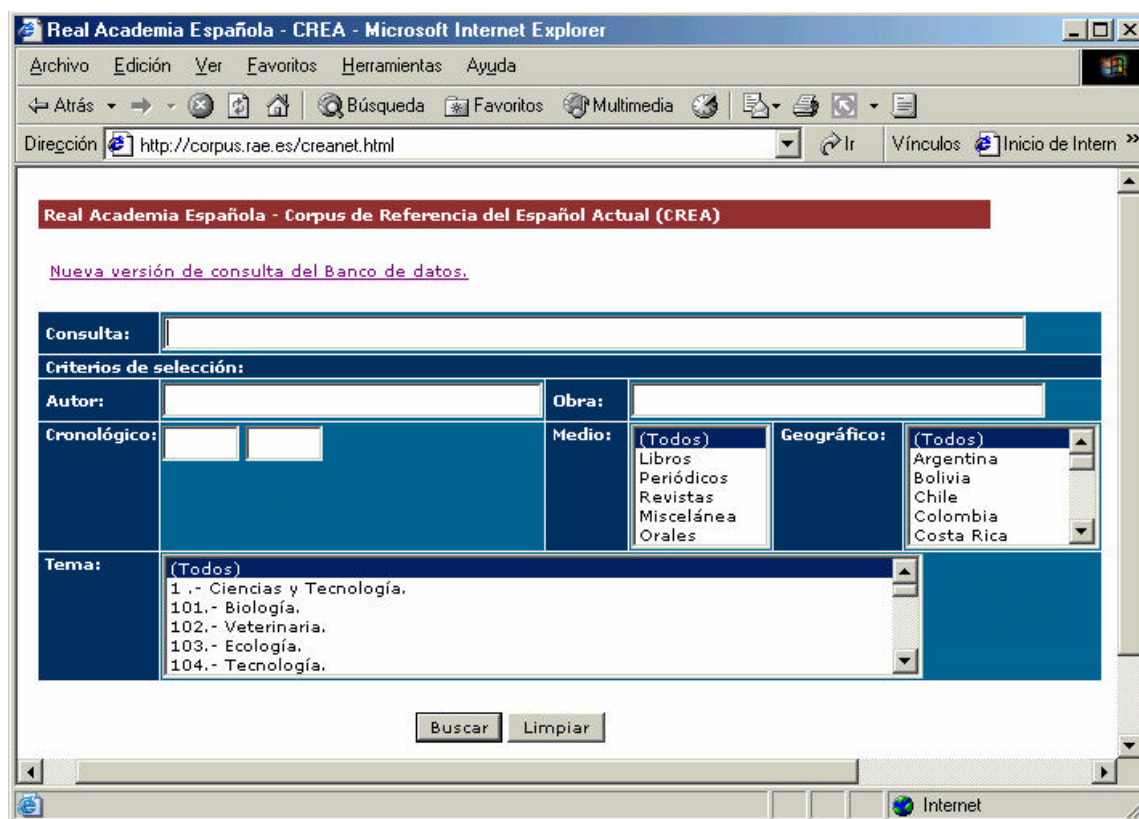 Real Academia Española - CREA - Microsoft Internet Explorer
Archivo Edición Ver Favoritos Herramientas Ayuda
Atrás Búsqueda Favoritos Multimedia
Dirección http://corpus.rae.es/creanet.html Ir Vínculos Inicio de Intern »
Real Academia Española - Corpus de Referencia del Español Actual (CREA)
Nueva versión de consulta del Banco de datos.
Consulta:
Criterios de selección:
Autor: Obra:
Cronológico: Medio: (Todos) Geográfico: (Todos)
Libros Argentina
Periódicos Bolivia
Revistas Chile
Miscelánea Colombia
Orales Costa Rica
Tema: (Todos)
1 .- Ciencias y Tecnología.
101.- Biología.
102.- Veterinaria.
103.- Ecología.
104.- Tecnología.
Buscar Limpiar
Internet